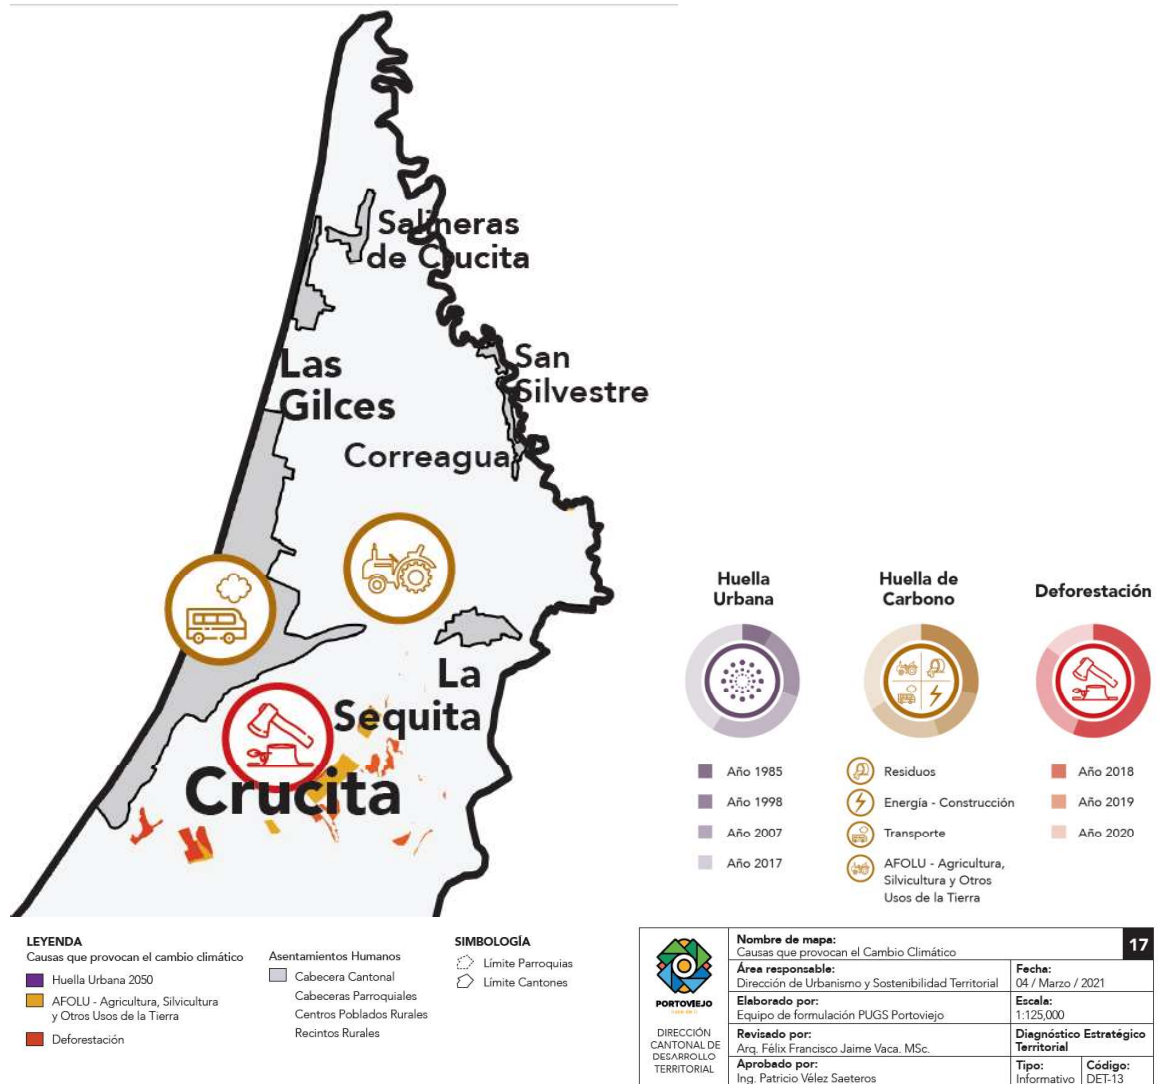 Salineras
de Crucita
Las
Gilces
San
Silvestre
Correagua
La
Sequita
Crucita
Huella
Urbana
Año 1985
Año 1998
Año 2007
Año 2017
Huella de
Carbono
Residuos
Energía - Construcción
Transporte
AFOLU - Agricultura,
Silvicultura y Otros
Usos de la Tierra
Deforestación
Año 2018
Año 2019
Año 2020
LEYENDA
Causas que provocan el cambio climático
Huella Urbana 2050
AFOLU - Agricultura, Silvicultura
y Otros Usos de la Tierra
Deforestación
Asentamientos Humanos
Cabecera Cantonal
Cabeceras Parroquiales
Centros Poblados Rurales
Recintos Rurales
SIMBOLOGÍA
Límite Parroquias
Límite Cantones
PORTOVIEJO
DIRECCIÓN
CANTONAL DE
DESARROLLO
TERRITORIAL
Nombre de mapa:
Causas que provocan el Cambio Climático
17
Área responsable:
Dirección de Urbanismo y Sostenibilidad Territorial
Fecha:
04 / Marzo / 2021
Elaborado por:
Equipo de formulación PUGS Portoviejo
Escala:
1:125,000
Revisado por:
Arq. Félix Francisco Jaime Vaca. MSc.
Diagnóstico Estratégico
Territorial
Aprobado por:
Ing. Patricio Vélez Saeteros
Tipo:
Informativo
Código:
DET-13